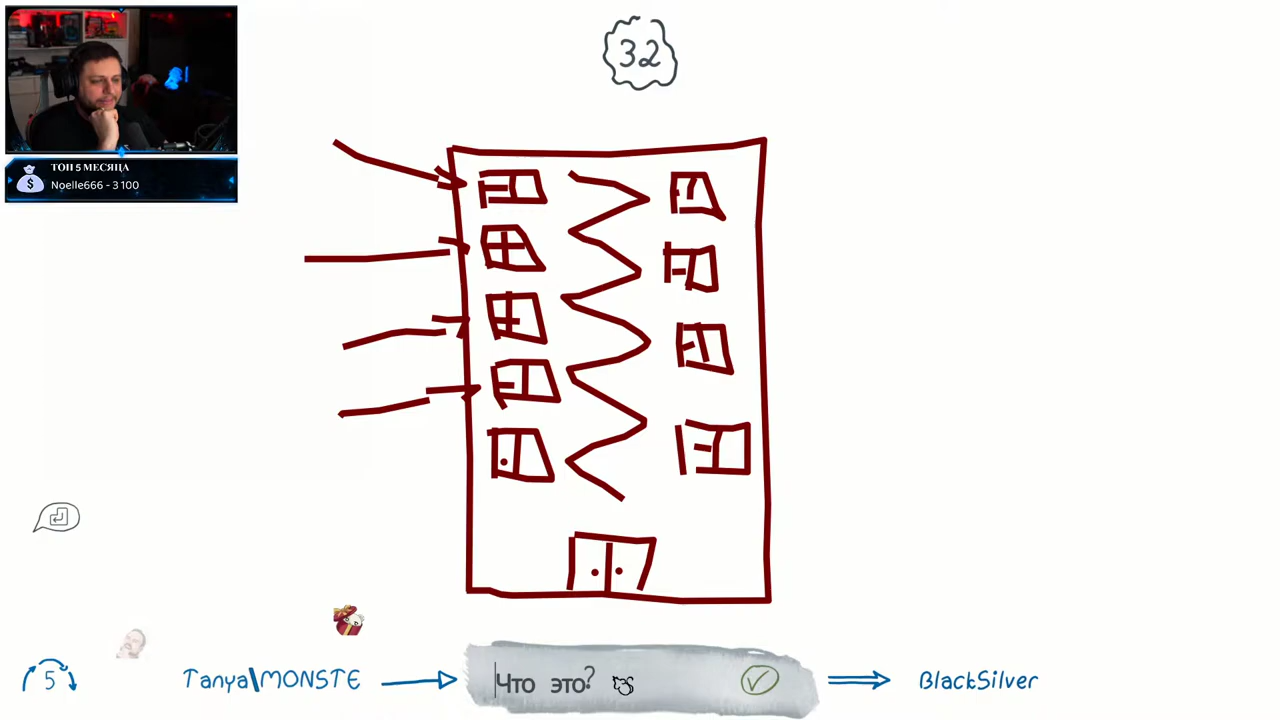 32
ТОП 5 МЕСЯЦА
Noelle666 - 3 100
5
Tanya\MONSTE
Что это?
BlackSilver